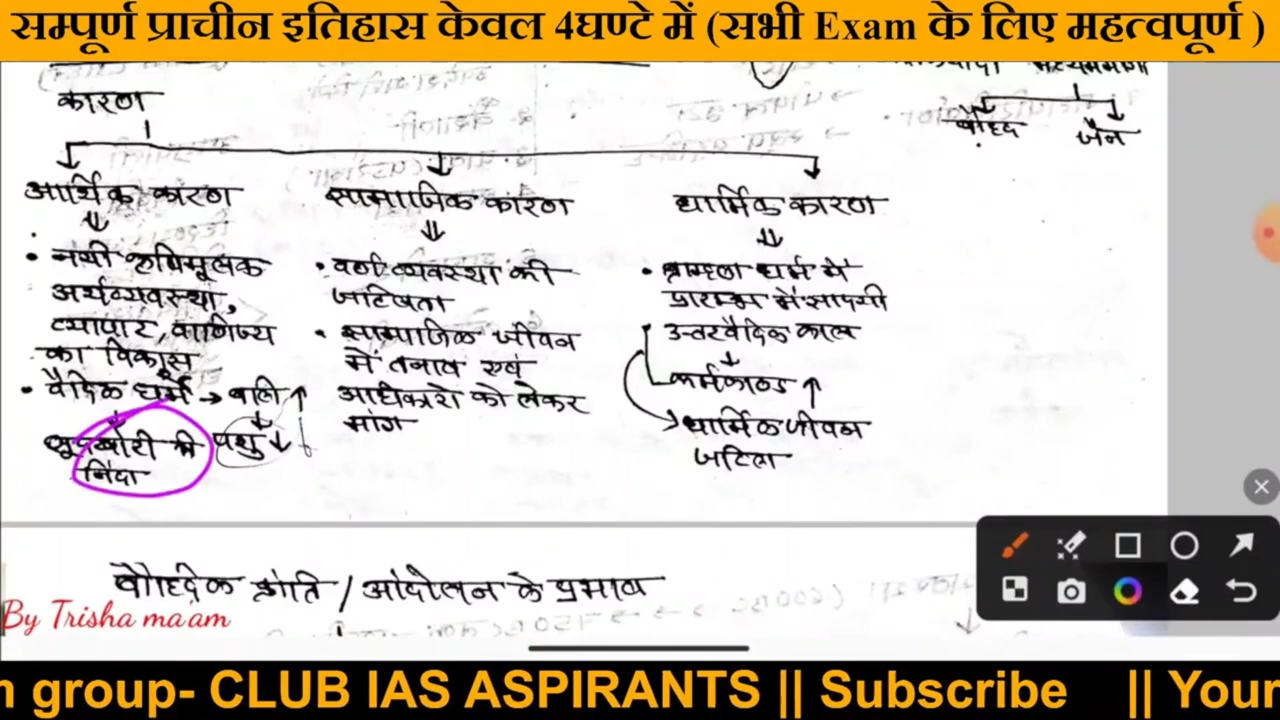 सम्पूर्ण प्राचीन इतिहास केवल 4घण्टे में (सभी Exam के लिए महत्वपूर्ण )
कारण
बौद्ध
जैन
आर्थिक कारण
सामाजिक कारण
धार्मिक कारण
• नयी कृषिमूलक
अर्थव्यवस्था,
व्यापार, वाणिज्य
का विकास
• वैदिक धर्म → बलि ↑
सूदखोरी की
निंदा
पशु ↓
• वर्ण व्यवस्था की
जटिलता
• सामाजिक जीवन
में तनाव एवं
अधिकारों को लेकर
मांग
• ब्राह्मण धर्म में
प्रारम्भ में सादगी
उत्तरवैदिक काल
कर्मकाण्ड ↑
→ धार्मिक जीवन
जटिल
बौद्धिक क्रांति / आंदोलन के प्रभाव
By Trisha ma'am
n group- CLUB IAS ASPIRANTS || Subscribe || Your